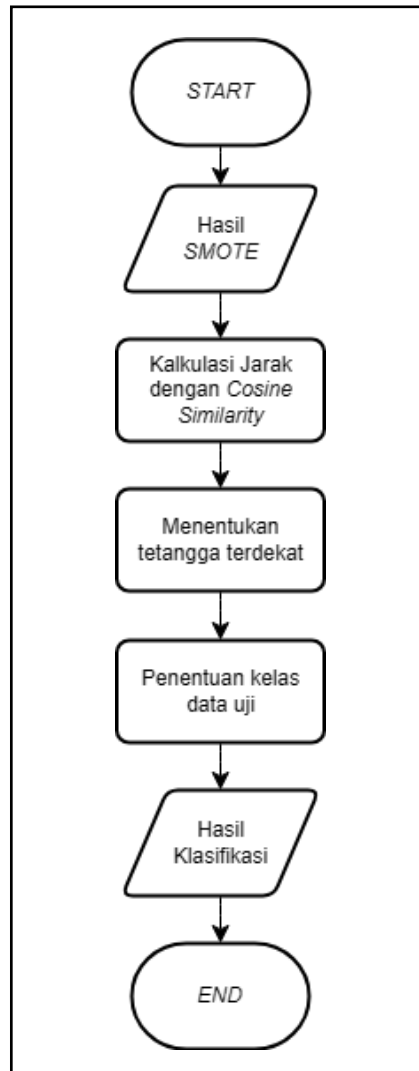 START
Hasil
SMOTE
Kalkulasi Jarak
dengan Cosine
Similarity
Menentukan
tetangga terdekat
Penentuan kelas
data uji
Hasil
Klasifikasi
END